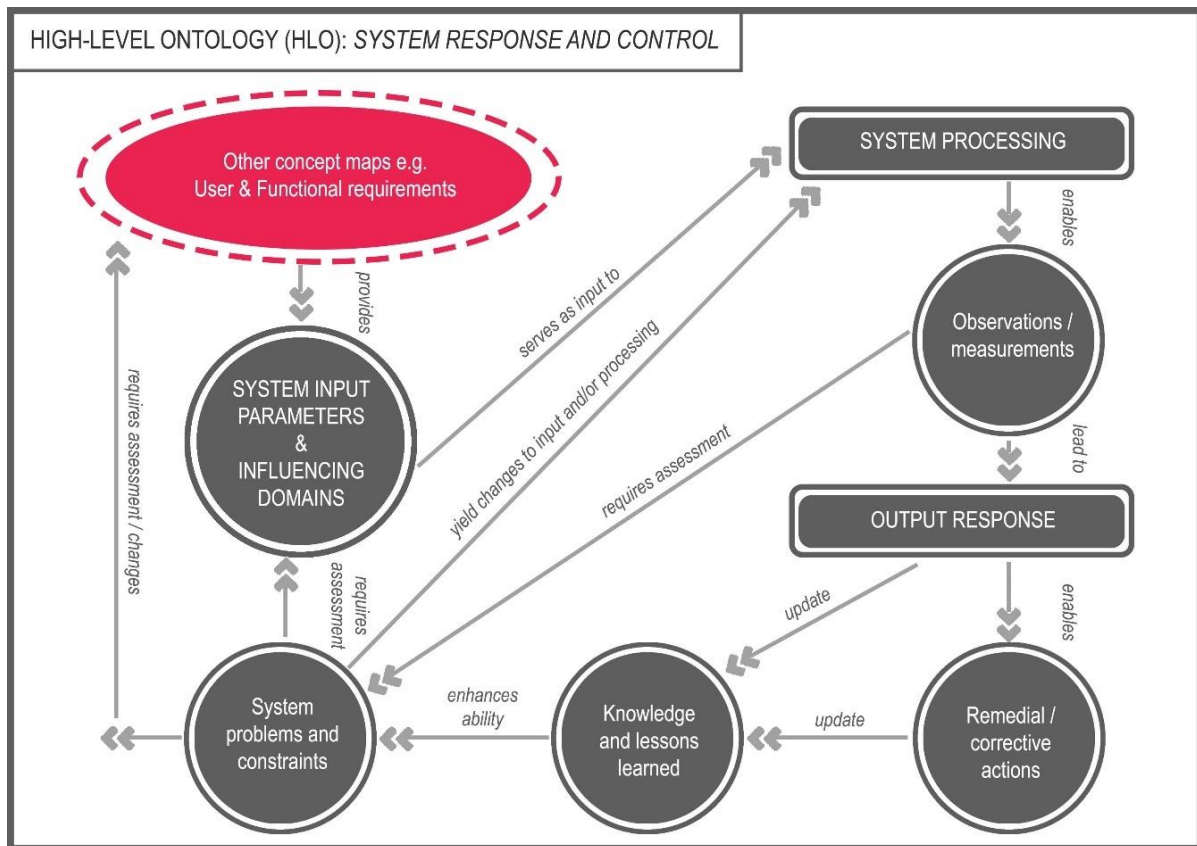 HIGH-LEVEL ONTOLOGY (HLO): SYSTEM RESPONSE AND CONTROL
Other concept maps e.g.
User & Functional requirements
SYSTEM PROCESSING
enables
provides
Observations /
measurements
serves as input to
SYSTEM INPUT
PARAMETERS
&
INFLUENCING
DOMAINS
yield changes to input and/or processing
requires assessment
lead to
requires assessment / changes
OUTPUT RESPONSE
requires
assessment
update
enables
System
problems and
constraints
enhances
ability
Knowledge
and lessons
learned
update
Remedial /
corrective
actions